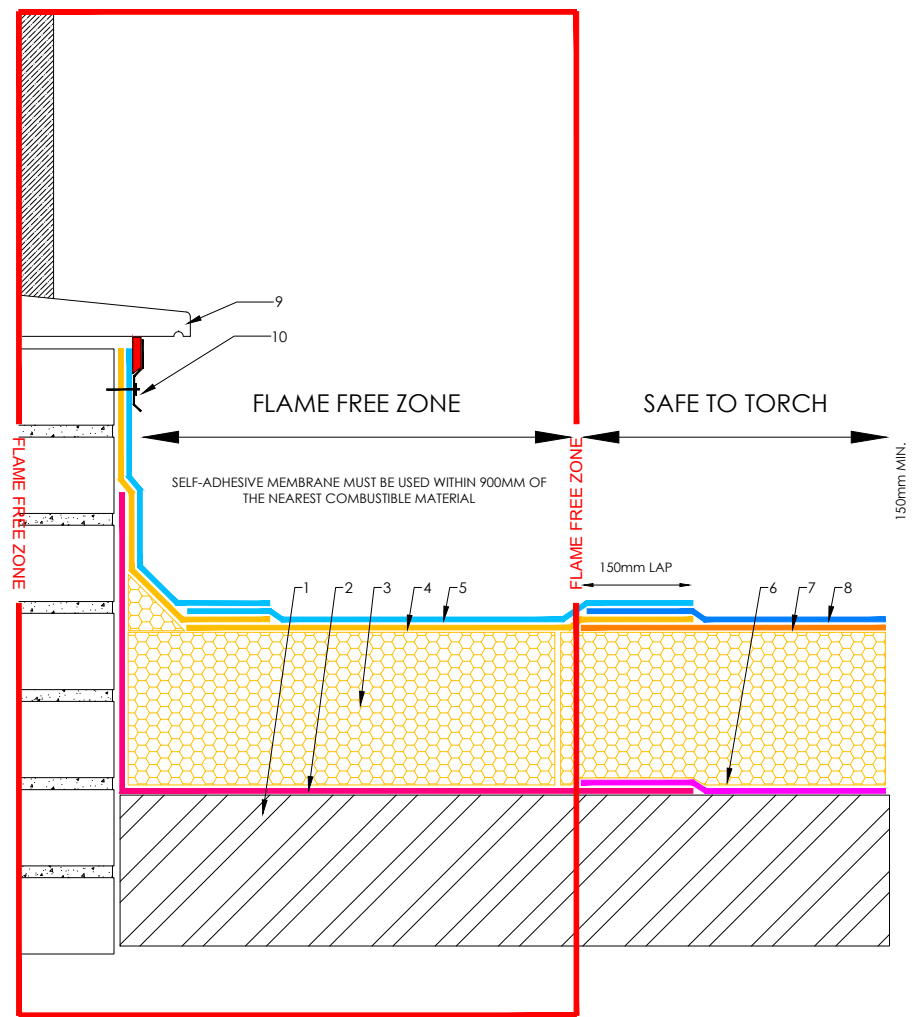 9
10
FLAME FREE ZONE
SAFE TO TORCH
FLAME FREE ZONE
FLAME FREE ZONE
150mm MIN.
SELF-ADHESIVE MEMBRANE MUST BE USED WITHIN 900MM OF
THE NEAREST COMBUSTIBLE MATERIAL
150mm LAP
1
2
3
4
5
6
7
8